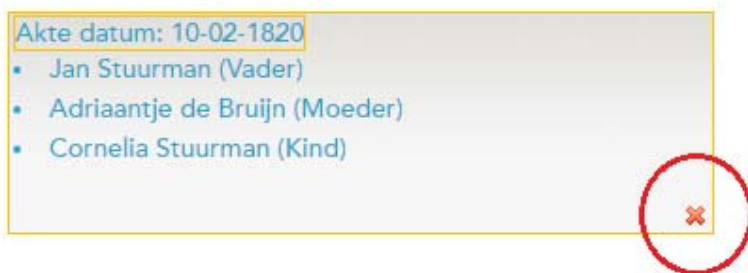 Akte datum: 10-02-1820
• Jan Stuurman (Vader)
• Adriaantje de Bruijn (Moeder)
• Cornelia Stuurman (Kind)